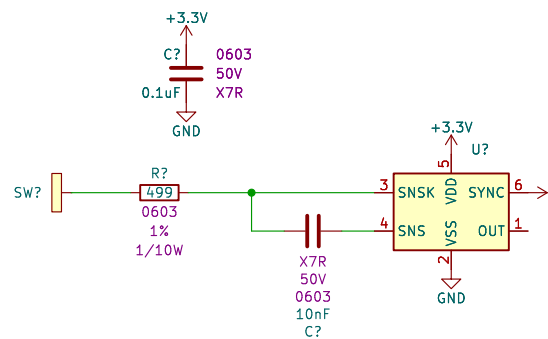 +3.3V
C?
0603
50V
0.1uF
X7R
GND
+3.3V
U?
5
R?
SW?
499
3
SNSK
VDD
SYNC
6
0603
1%
1/10W
4
SNS
VSS
OUT
1
2
X7R
50V
0603
10nF
C?
GND